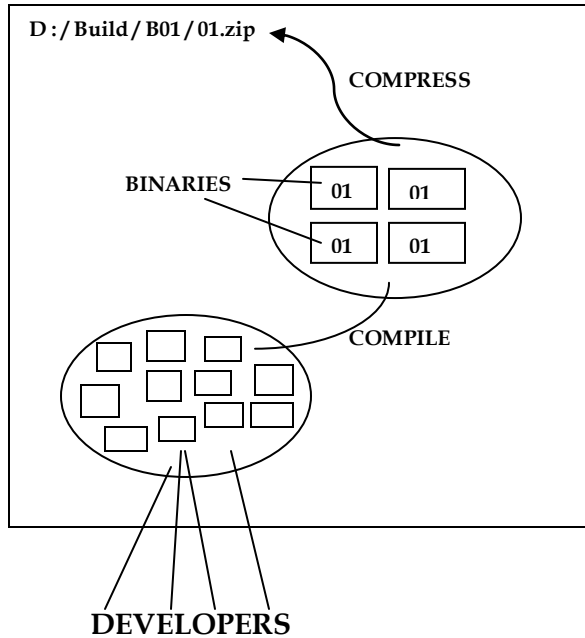 D:/Build/B01/01.zip
COMPRESS
BINARIES
01 01
01 01
COMPILE
DEVELOPERS